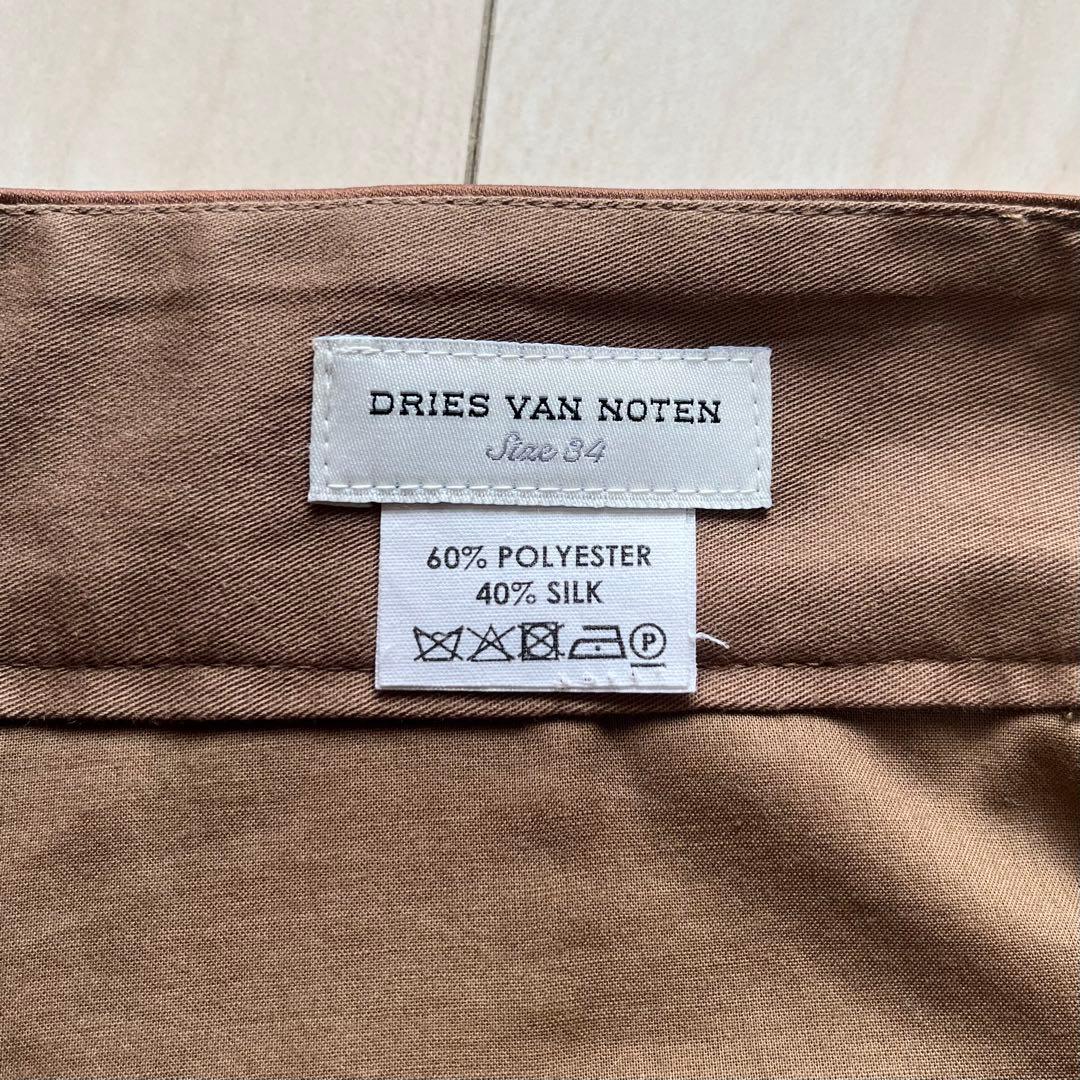 DRIES VAN NOTEN
Size 34
60% POLYESTER
40% SILK
P